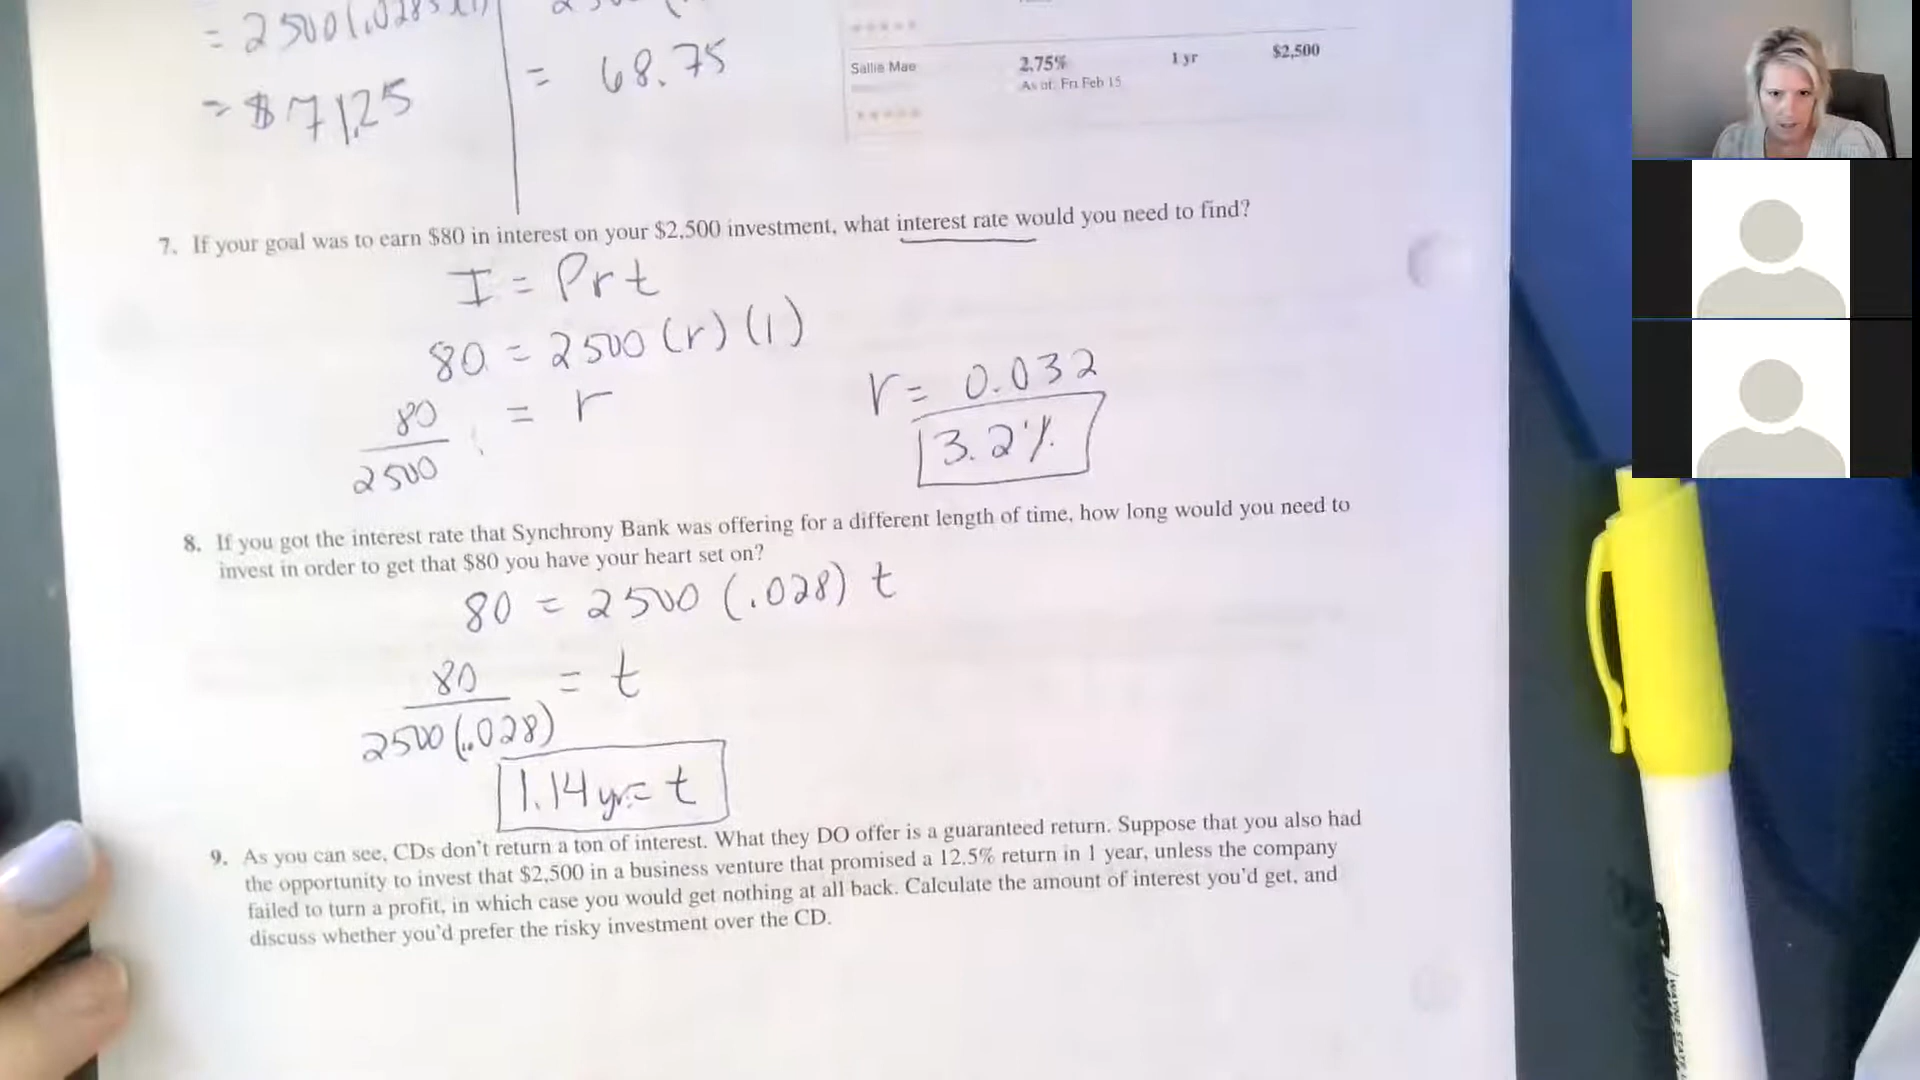 = 2500(.0285)(1)
= $71.25
= 68.75
Sallie Mae 2.75% 1 yr $2,500
As of: Fri Feb 15
7. If your goal was to earn $80 in interest on your $2,500 investment, what interest rate would you need to find?
I = Prt
80 = 2500 (r) (1)
80 / 2500 = r
r = 0.032
3.2%
8. If you got the interest rate that Synchrony Bank was offering for a different length of time, how long would you need to
invest in order to get that $80 you have your heart set on?
80 = 2500 (.028) t
80 / 2500(.028) = t
1.14 yr = t
9. As you can see, CDs don't return a ton of interest. What they DO offer is a guaranteed return. Suppose that you also had
the opportunity to invest that $2,500 in a business venture that promised a 12.5% return in 1 year, unless the company
failed to turn a profit, in which case you would get nothing at all back. Calculate the amount of interest you'd get, and
discuss whether you'd prefer the risky investment over the CD.
WAYNE STATE